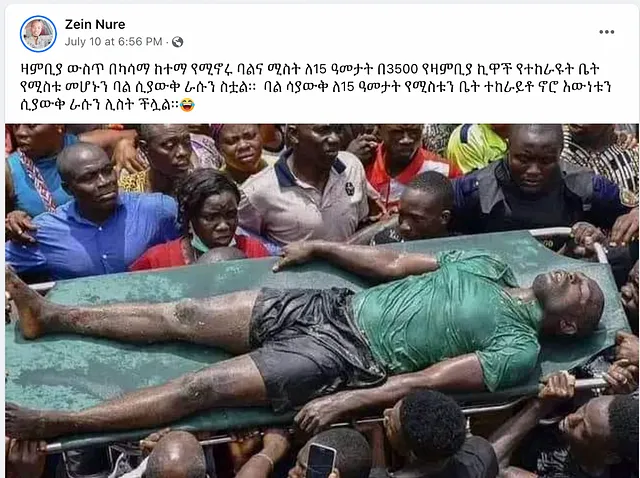 Zein Nure
July 10 at 6:56 PM ·
ዛምቢያ ውስጥ በካሳማ ከተማ የሚኖሩ ባልና ሚስት ለ15 ዓመታት በ3500 የዛምቢያ ኪዋች የተከራዩት ቤት
የሚስቱ መሆኑን ባል ሲያውቅ ራሱን ስቷል። ባል ሳያውቅ ለ15 ዓመታት የሚስቱን ቤት ተከራይቶ ኖሮ እውነቱን
ሲያውቅ ራሱን ሊስት ችሏል።😂